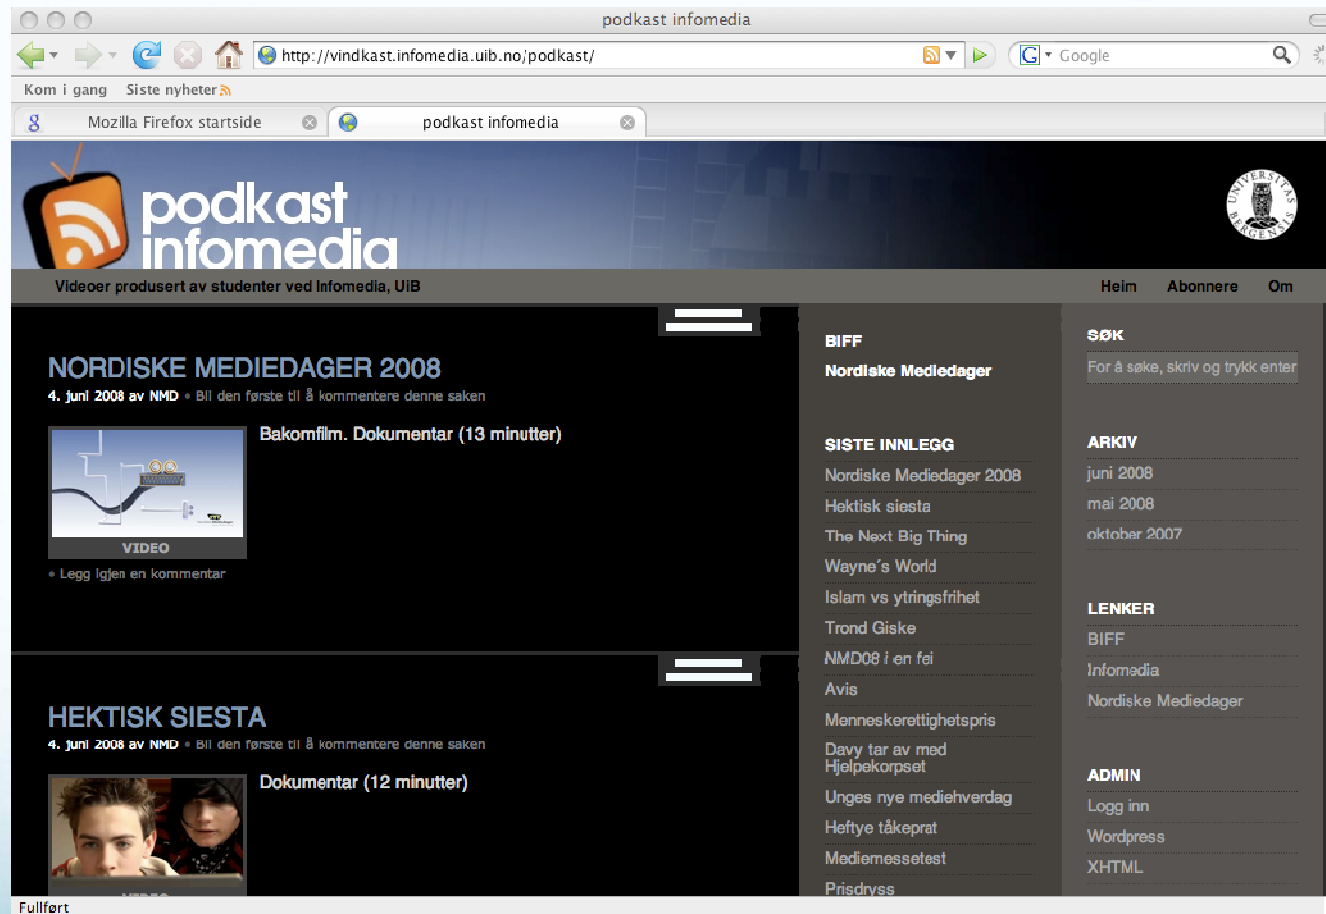 podkast infomedia
http://vindkast.infomedia.uib.no/podkast/
G Google
Kom i gang Siste nyheter
g Mozilla Firefox startside podkast infomedia
podkast
infomedia
UNIVERSITAS BERGENSIS
Videoer produsert av studenter ved Infomedia, UiB
Heim Abonnere Om
NORDISKE MEDIEDAGER 2008
4. juni 2008 av NMD • Bli den første til å kommentere denne saken
Bakomfilm. Dokumentar (13 minutter)
VIDEO
• Legg igjen en kommentar
HEKTISK SIESTA
4. juni 2008 av NMD • Bli den første til å kommentere denne saken
Dokumentar (12 minutter)
VIDEO
BIFF
Nordiske Mediedager
SISTE INNLEGG
Nordiske Mediedager 2008
Hektisk siesta
The Next Big Thing
Wayne´s World
Islam vs ytringsfrihet
Trond Giske
NMD08 i en fei
Avis
Menneskerettighetspris
Davy tar av med
Hjelpekorpset
Unges nye mediehverdag
Heftye tåkeprat
Mediemessetest
Prisdryss
SØK
For å søke, skriv og trykk enter
ARKIV
juni 2008
mai 2008
oktober 2007
LENKER
BIFF
Infomedia
Nordiske Mediedager
ADMIN
Logg inn
Wordpress
XHTML
Fullført